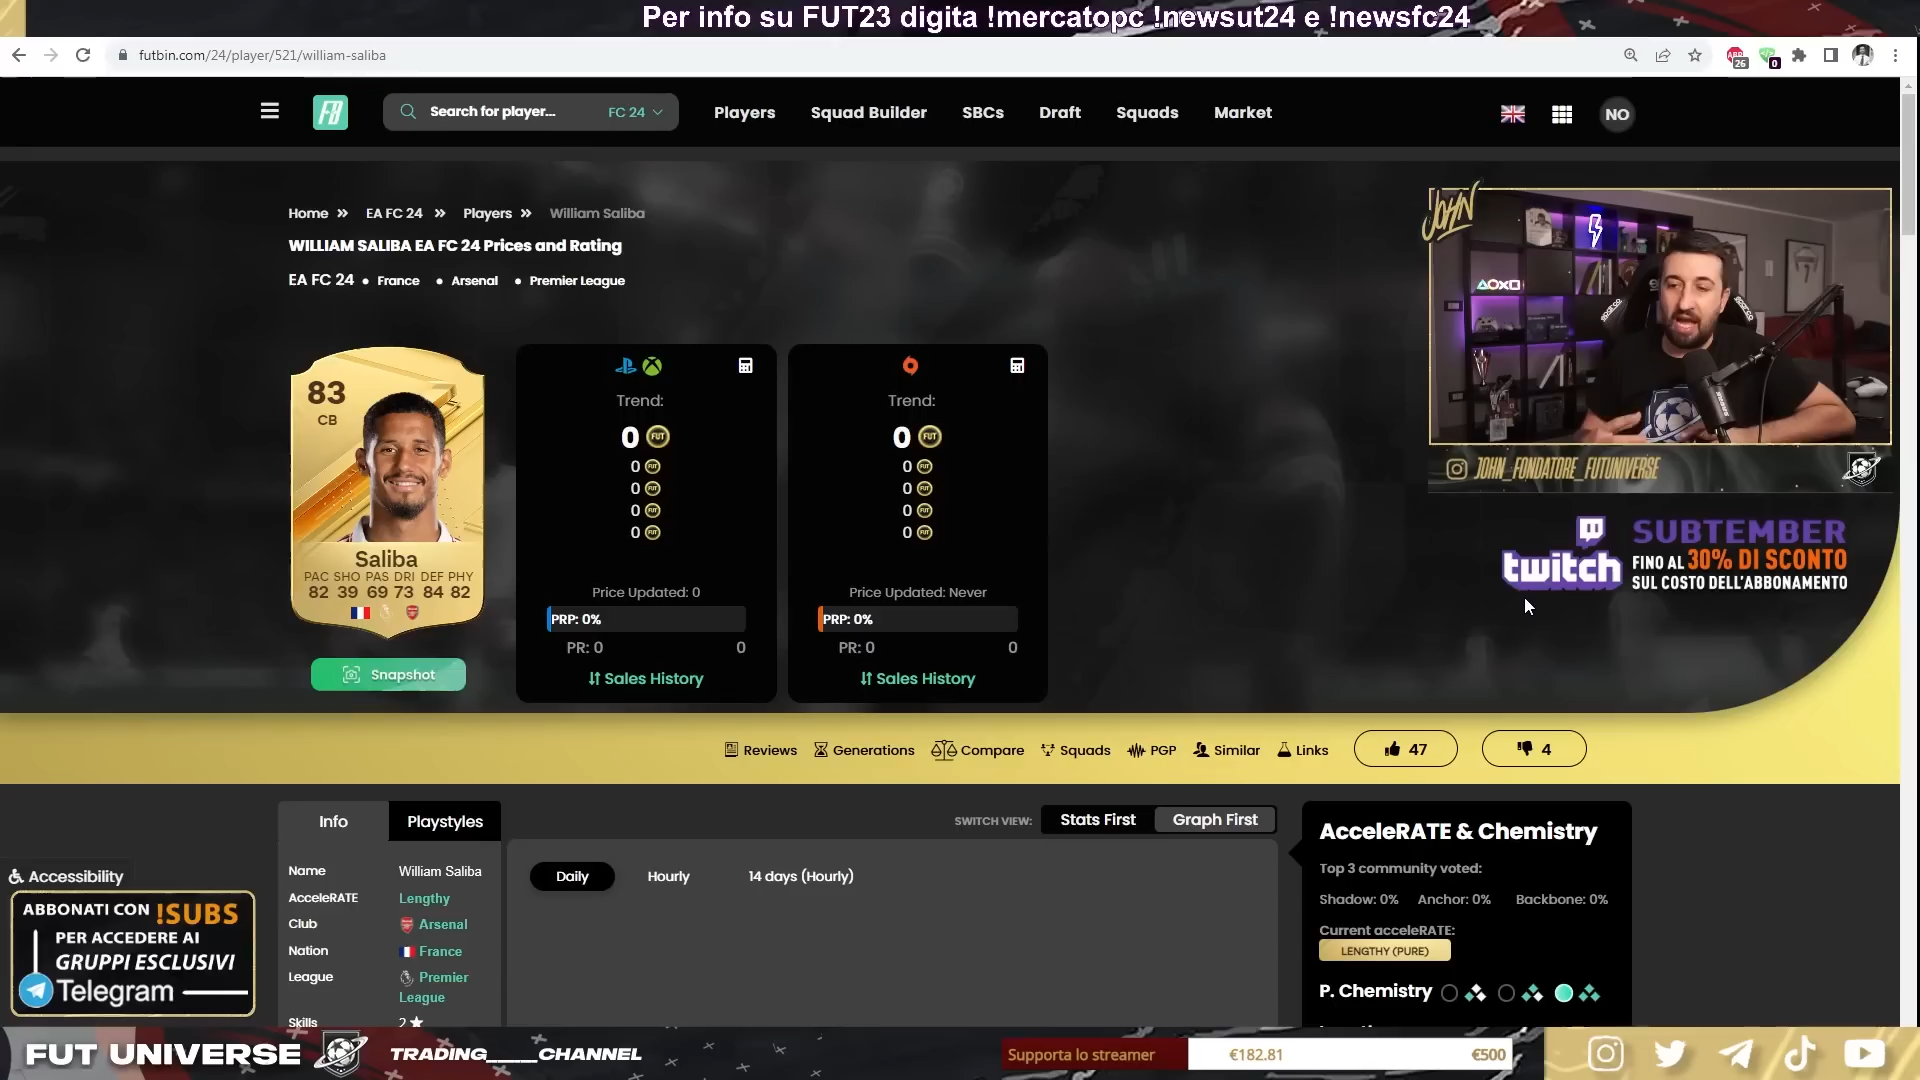 Per info su FUT23 digita !mercatopc !newsut24 e !newsfc24
futbin.com/24/player/521/william-saliba
26
0
FB
Search for player...
FC 24
Players
Squad Builder
SBCs
Draft
Squads
Market
NO
Home » EA FC 24 » Players » William Saliba
WILLIAM SALIBA EA FC 24 Prices and Rating
EA FC 24 • France • Arsenal • Premier League
JOHN
JOHN_FONDATORE_FUTUNIVERSE
twitch
SUBTEMBER
FINO AL 30% DI SCONTO
SUL COSTO DELL'ABBONAMENTO
83
CB
Saliba
PAC SHO PAS DRI DEF PHY
82 39 69 73 84 82
Snapshot
Trend:
0 FUT
0
0
0
0
Price Updated: 0
PRP: 0%
PR: 0 0
Sales History
Trend:
0 FUT
0
0
0
0
Price Updated: Never
PRP: 0%
PR: 0 0
Sales History
Reviews
Generations
Compare
Squads
PGP
Similar
Links
47
4
Info
Playstyles
SWITCH VIEW:
Stats First
Graph First
Name William Saliba
AcceleRATE Lengthy
Club Arsenal
Nation France
League Premier
League
Skills 2
Daily
Hourly
14 days (Hourly)
AcceleRATE & Chemistry
Top 3 community voted:
Shadow: 0% Anchor: 0% Backbone: 0%
Current acceleRATE:
LENGTHY (PURE)
P. Chemistry
Accessibility
ABBONATI CON !SUBS
PER ACCEDERE AI
GRUPPI ESCLUSIVI
Telegram
FUT UNIVERSE
TRADING____CHANNEL
Supporta lo streamer
€182.81
€500